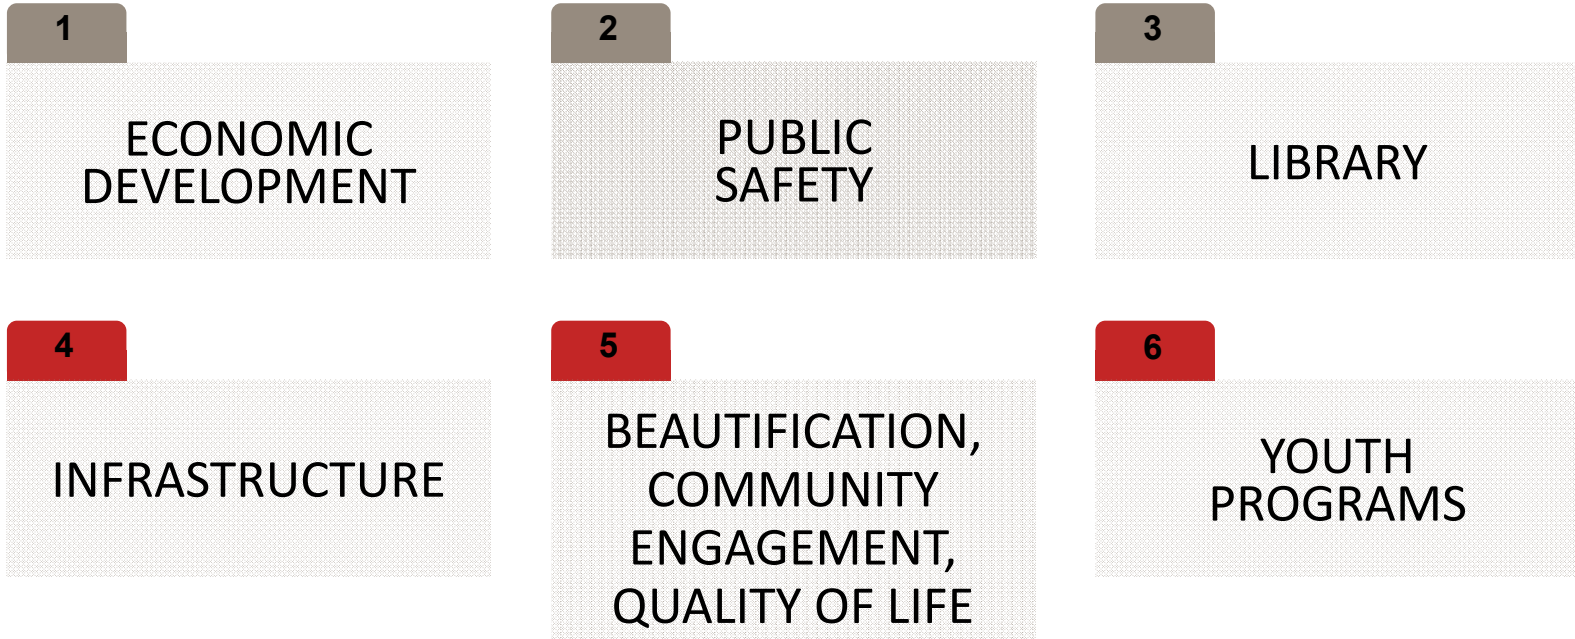 1
ECONOMIC
DEVELOPMENT
2
PUBLIC
SAFETY
3
LIBRARY
4
INFRASTRUCTURE
5
BEAUTIFICATION,
COMMUNITY
ENGAGEMENT,
QUALITY OF LIFE
6
YOUTH
PROGRAMS